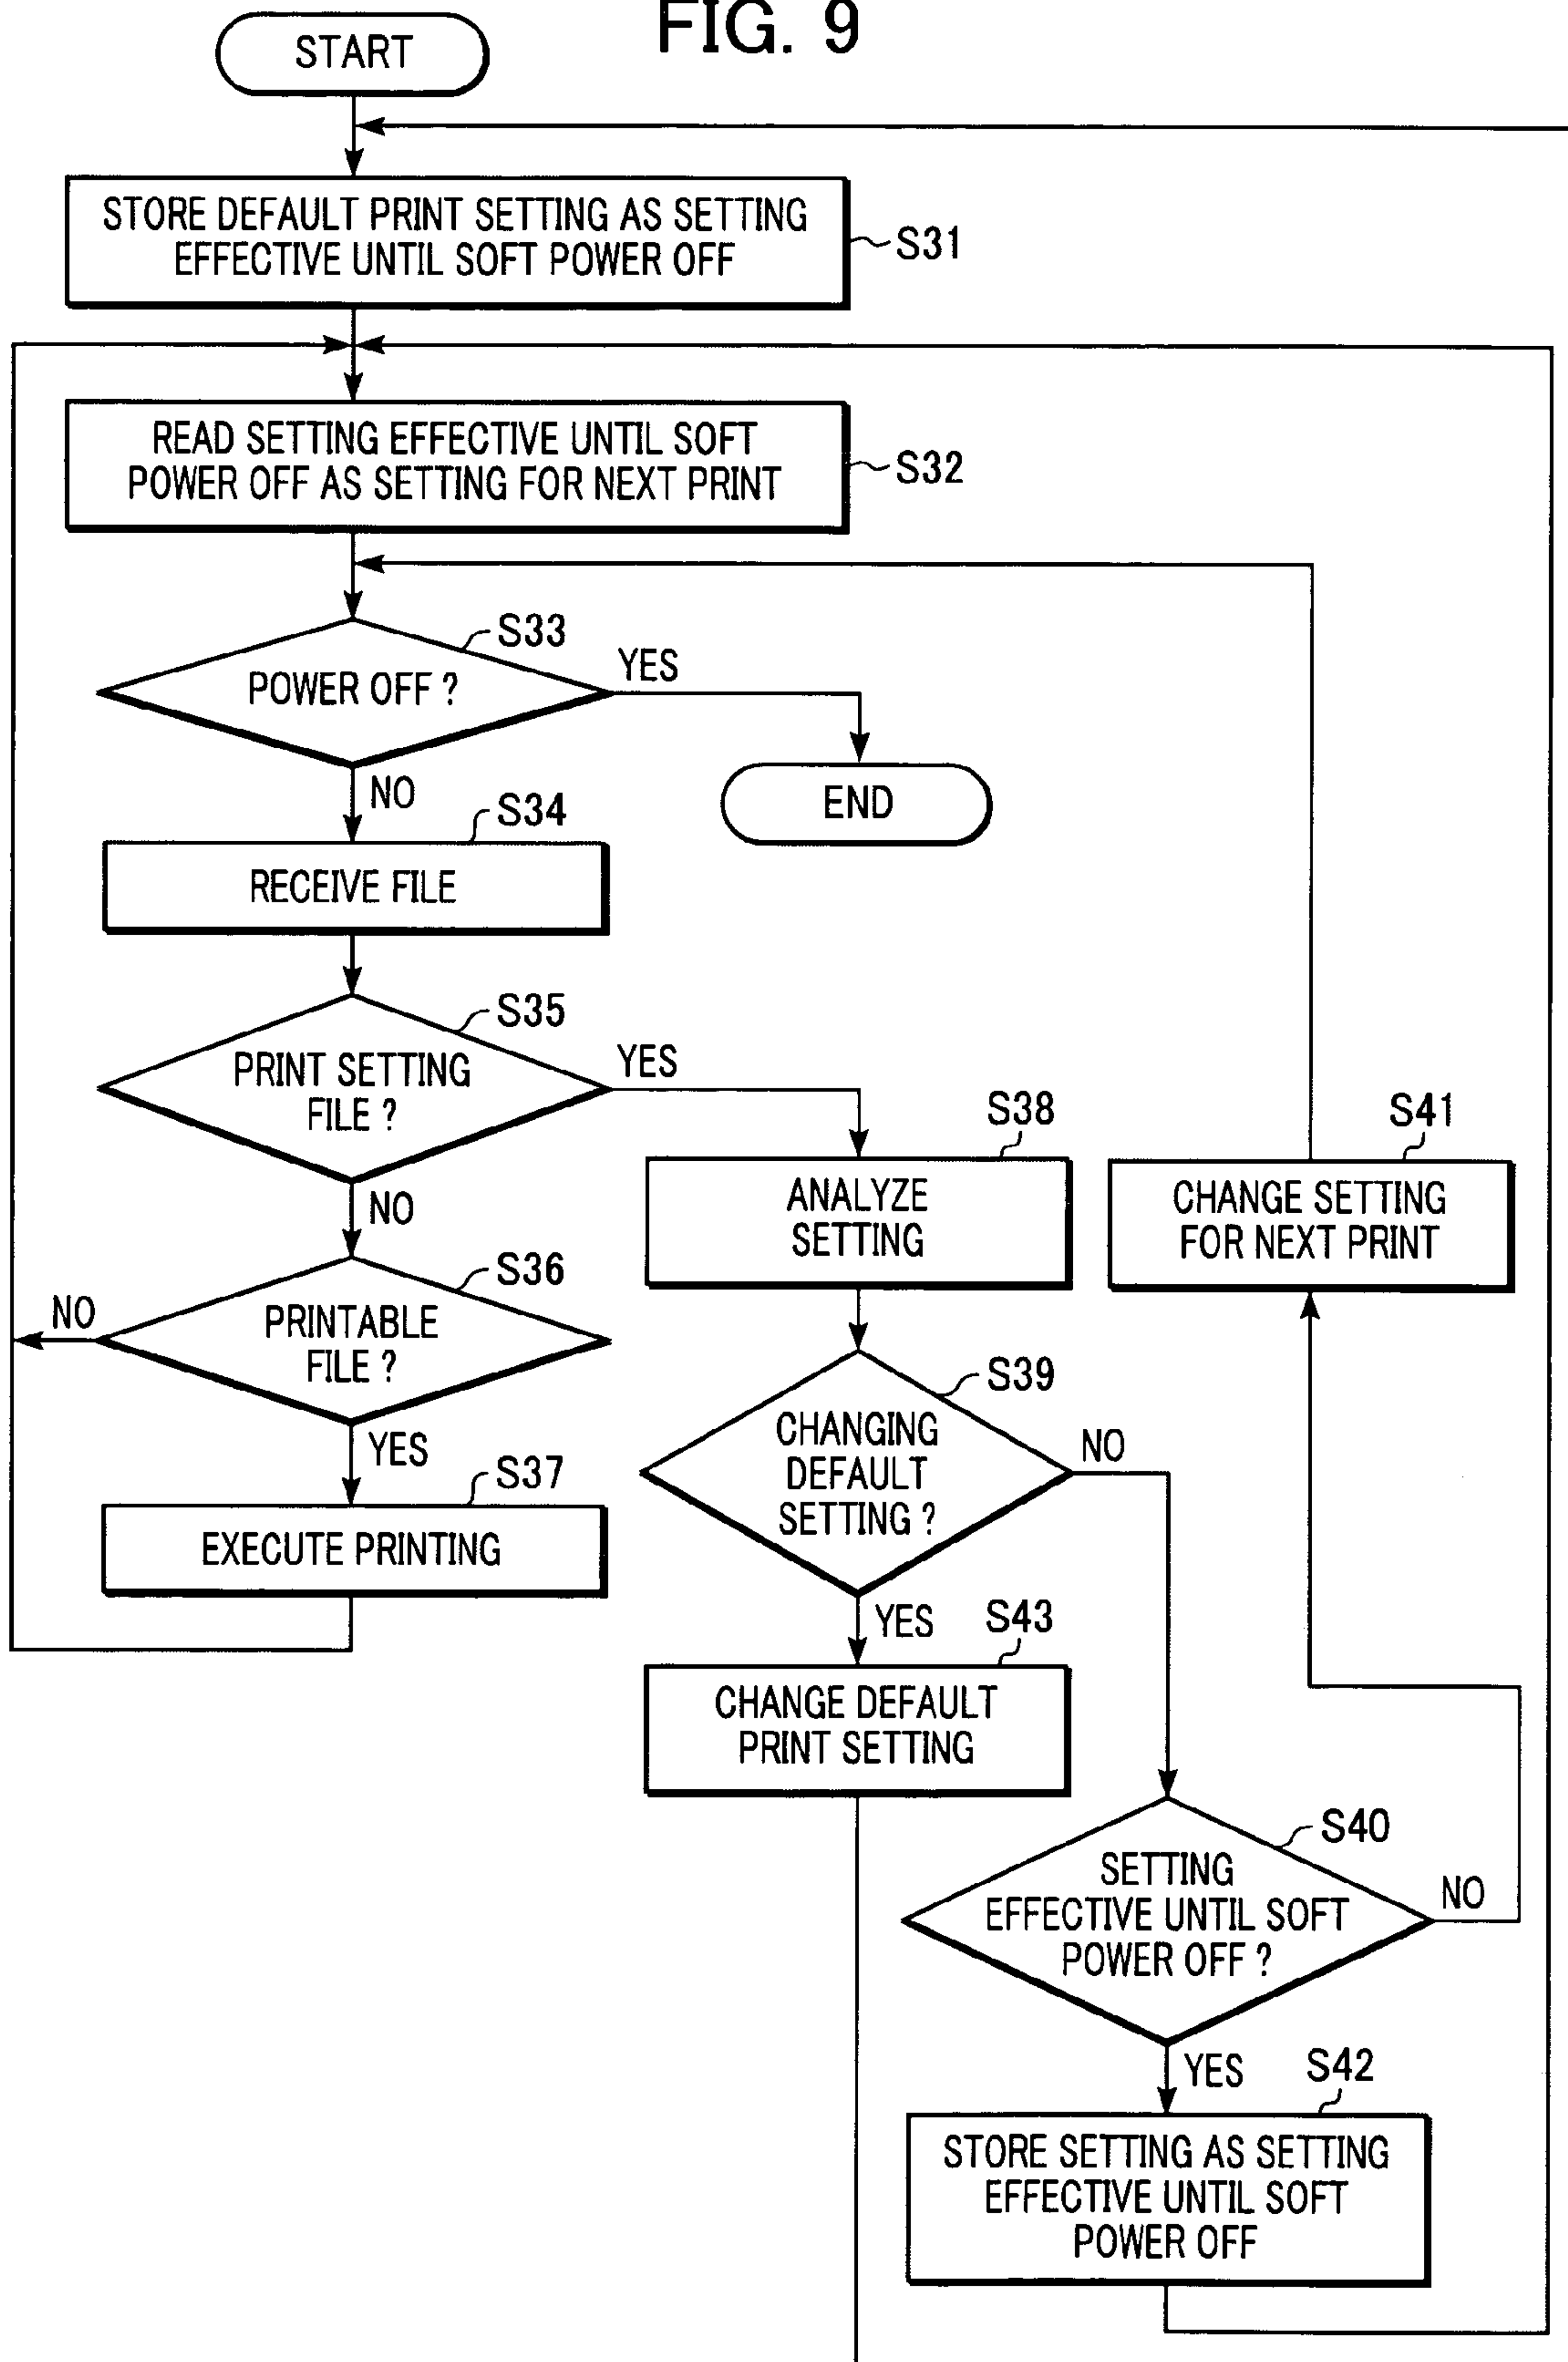 FIG. 9
START
STORE DEFAULT PRINT SETTING AS SETTING
EFFECTIVE UNTIL SOFT POWER OFF
S31
READ SETTING EFFECTIVE UNTIL SOFT
POWER OFF AS SETTING FOR NEXT PRINT
S32
S33
POWER OFF ?
YES
NO
END
S34
RECEIVE FILE
S35
PRINT SETTING
FILE ?
YES
NO
S36
PRINTABLE
FILE ?
NO
YES
S37
EXECUTE PRINTING
S38
ANALYZE
SETTING
S41
CHANGE SETTING
FOR NEXT PRINT
S39
CHANGING
DEFAULT
SETTING ?
NO
YES
S43
CHANGE DEFAULT
PRINT SETTING
S40
SETTING
EFFECTIVE UNTIL SOFT
POWER OFF ?
NO
YES
S42
STORE SETTING AS SETTING
EFFECTIVE UNTIL SOFT
POWER OFF